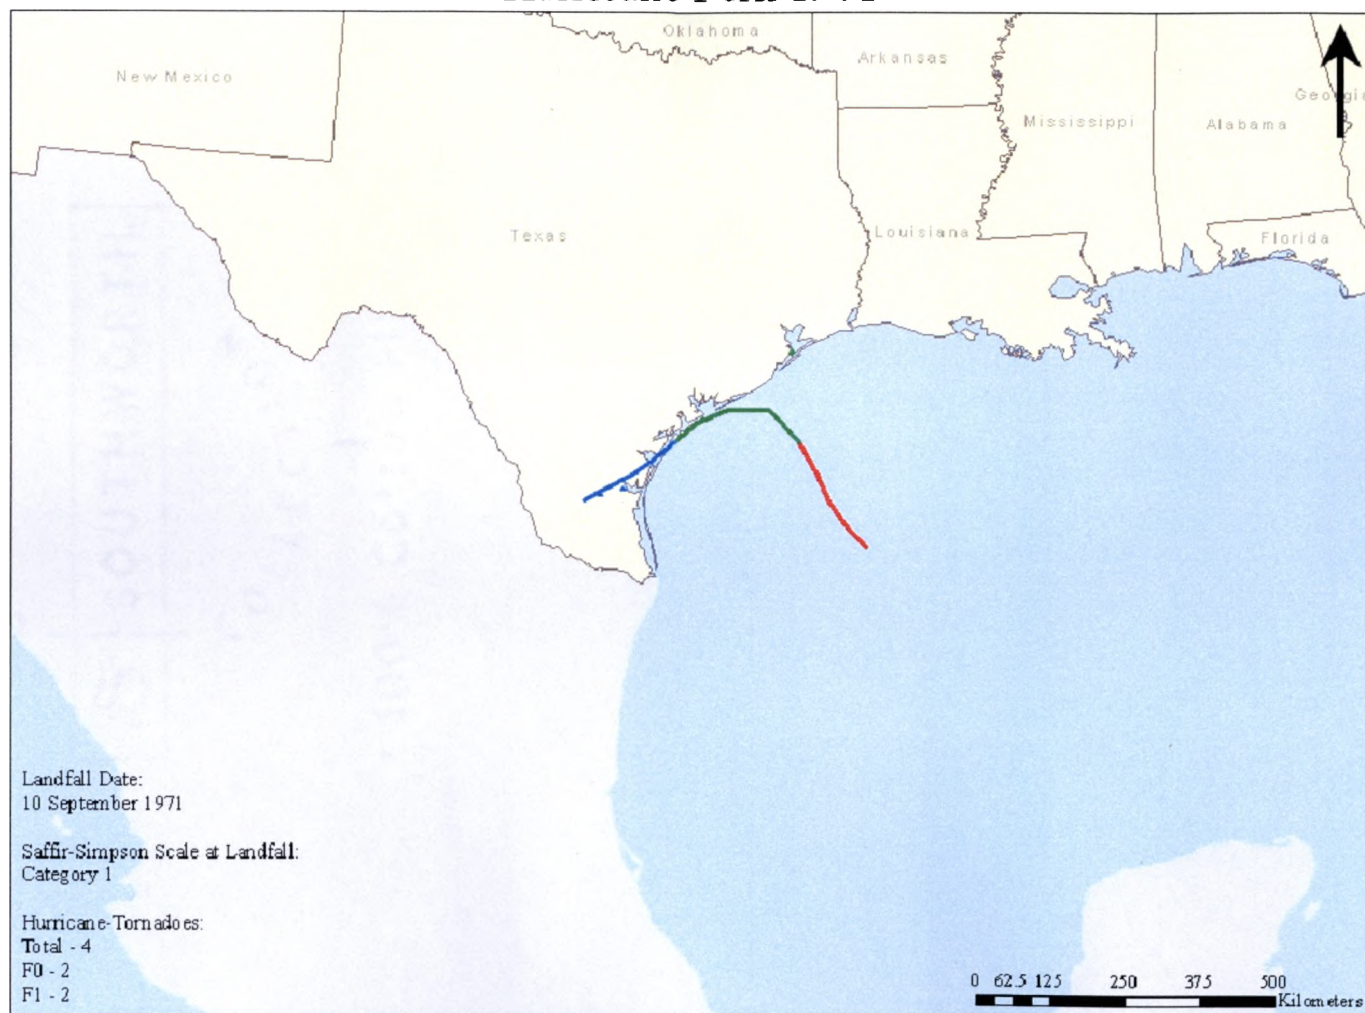 Oklahoma
New Mexico
Arkansas
Georgia
Mississippi
Alabama
Texas
Louisiana
Florida
Landfall Date:
10 September 1971
Saffir-Simpson Scale at Landfall:
Category 1
Hurricane-Tornadoes:
Total - 4
F0 - 2
F1 - 2
0 62.5 125 250 375 500
Kilometers